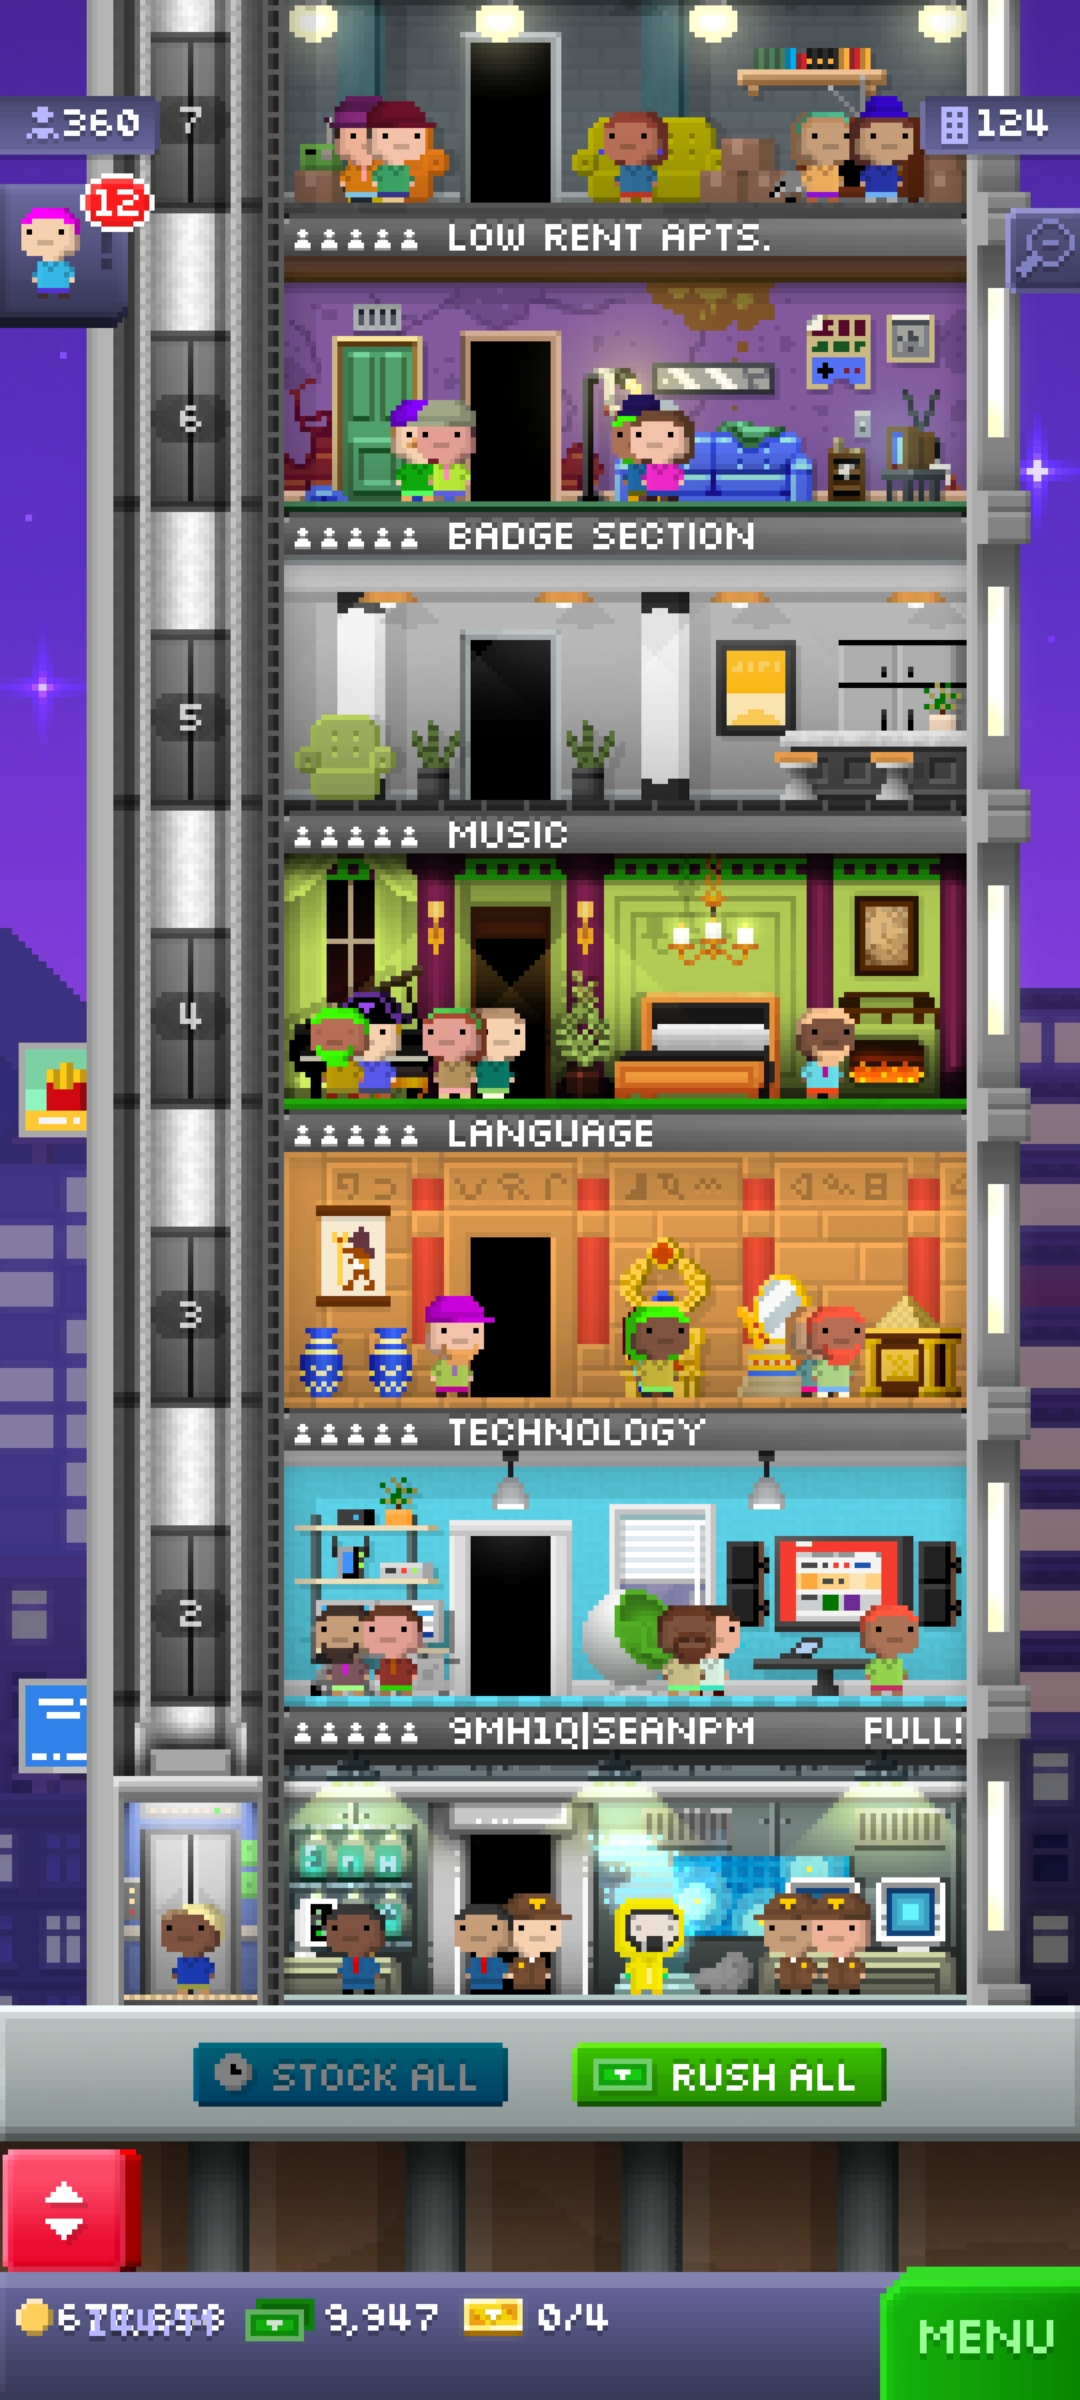 360
7
124
12
LOW RENT APTS.
6
BADGE SECTION
5
MUSIC
4
LANGUAGE
3
TECHNOLOGY
2
9MH1Q|SEANPM FULL!
STOCK ALL
RUSH ALL
9,947
0/4
MENU